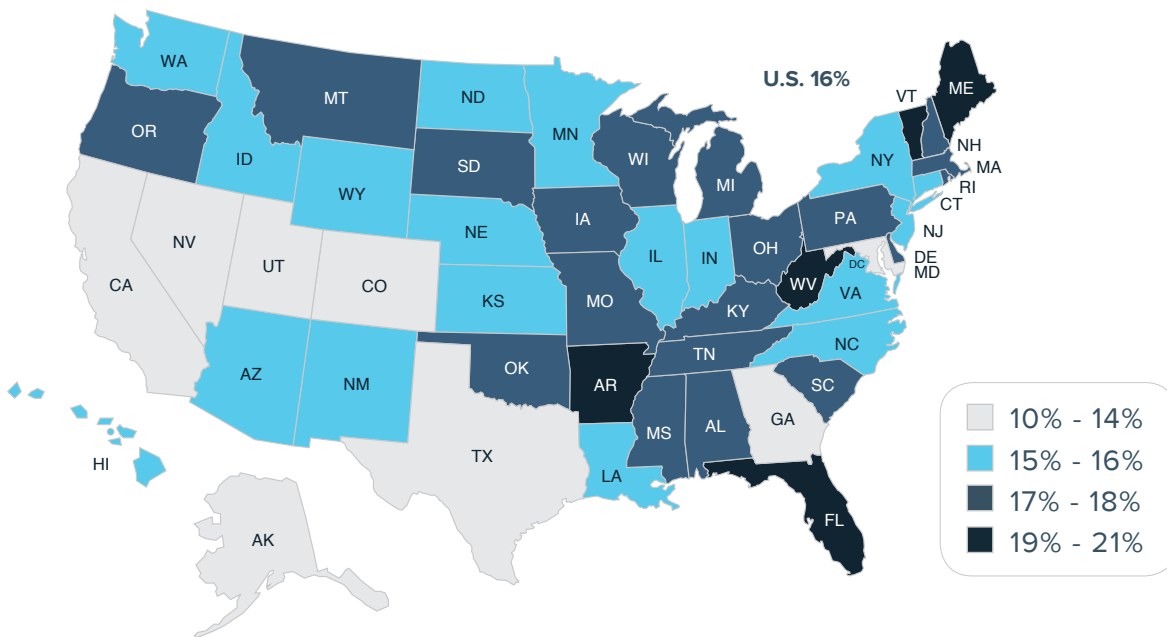 U.S. 16%
WA
MT
ND
MN
OR
ID
WY
SD
WI
MI
NY
VT
ME
NH
MA
RI
CT
NJ
PA
DE
MD
DC
NV
UT
CO
CA
NE
IA
IL
IN
OH
WV
VA
KS
MO
KY
NC
TN
AZ
NM
OK
AR
SC
MS
AL
GA
TX
LA
FL
HI
AK
10% - 14%
15% - 16%
17% - 18%
19% - 21%